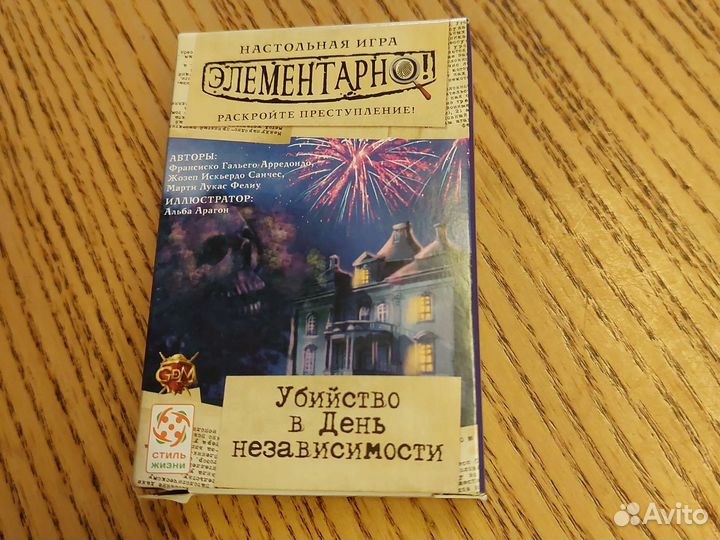 НАСТОЛЬНАЯ ИГРА
ЭЛЕМЕНТАРНО!
РАСКРОЙТЕ ПРЕСТУПЛЕНИЕ!
АВТОРЫ:
Франсиско Гальего-Арредондо,
Жозеп Искьердо Санчес,
Марти Лукас Фелиу
ИЛЛЮСТРАТОР:
Альба Арагон
GDM
Убийство
в День
независимости
СТИЛЬ
ЖИЗНИ
Avito